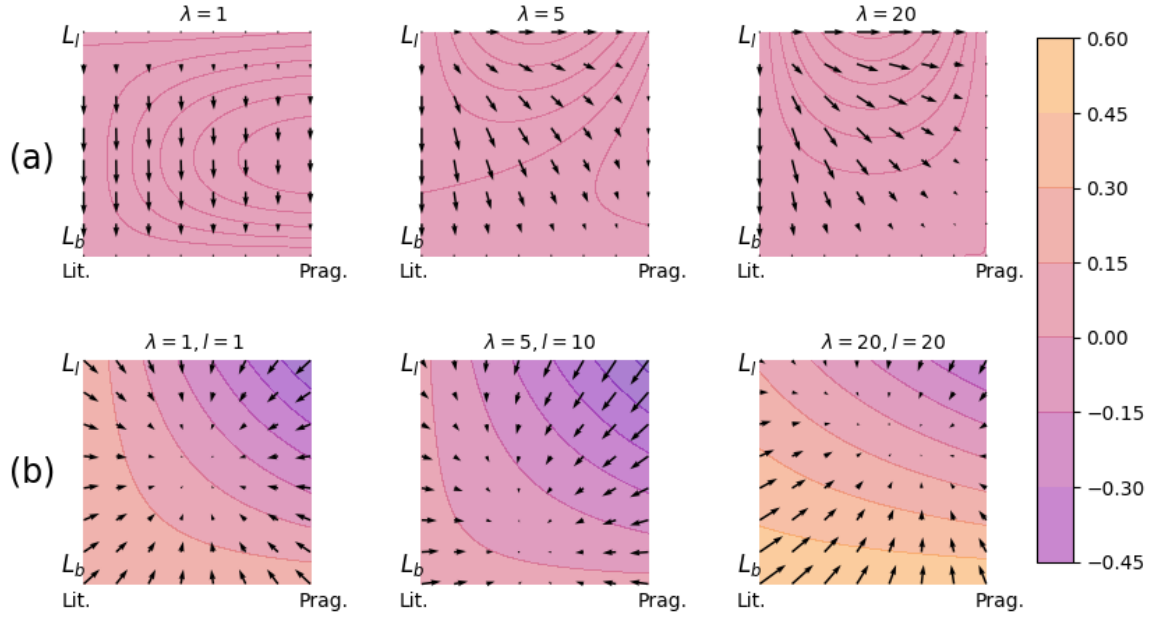 λ = 1
λ = 5
λ = 20
(a)
L_l
L_b
Lit.
Prag.
L_l
L_b
Lit.
Prag.
L_l
L_b
Lit.
Prag.
λ = 1, l = 1
λ = 5, l = 10
λ = 20, l = 20
(b)
L_l
L_b
Lit.
Prag.
L_l
L_b
Lit.
Prag.
L_l
L_b
Lit.
Prag.
0.60
0.45
0.30
0.15
0.00
−0.15
−0.30
−0.45